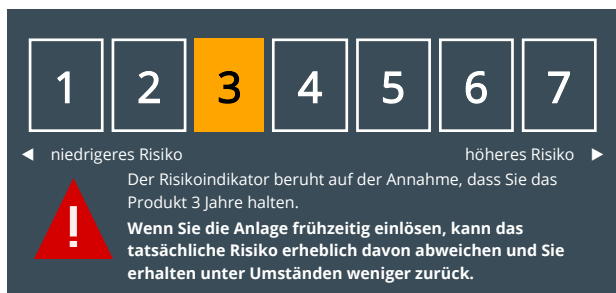 1 2 3 4 5 6 7
◄ niedrigeres Risiko höheres Risiko ►
Der Risikoindikator beruht auf der Annahme, dass Sie das
Produkt 3 Jahre halten.
Wenn Sie die Anlage frühzeitig einlösen, kann das
tatsächliche Risiko erheblich davon abweichen und Sie
erhalten unter Umständen weniger zurück.
!